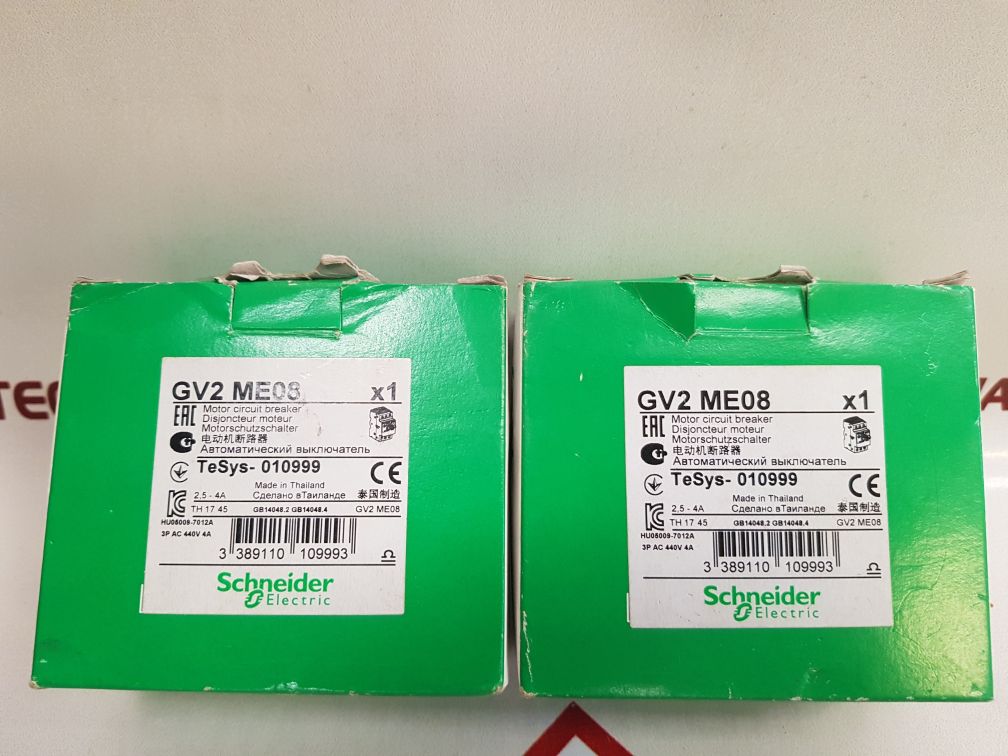 GV2 ME08 x1
EAC Motor circuit breaker
Disjoncteur moteur
Motorschutzschalter
电动机断路器
Автоматический выключатель
TeSys- 010999
CE
Made in Thailand
2,5 - 4A Сделано вТаиланде 泰国制造
TH 17 45 GB14048.2 GB14048.4 GV2 ME08
HU05009-7012A
3P AC 440V 4A
3 389110 109993
Schneider
Electric
GV2 ME08 x1
EAC Motor circuit breaker
Disjoncteur moteur
Motorschutzschalter
电动机断路器
Автоматический выключатель
TeSys- 010999
CE
Made in Thailand
2,5 - 4A Сделано вТаиланде 泰国制造
TH 17 45 GB14048.2 GB14048.4 GV2 ME08
HU05009-7012A
3P AC 440V 4A
3 389110 109993
Schneider
Electric